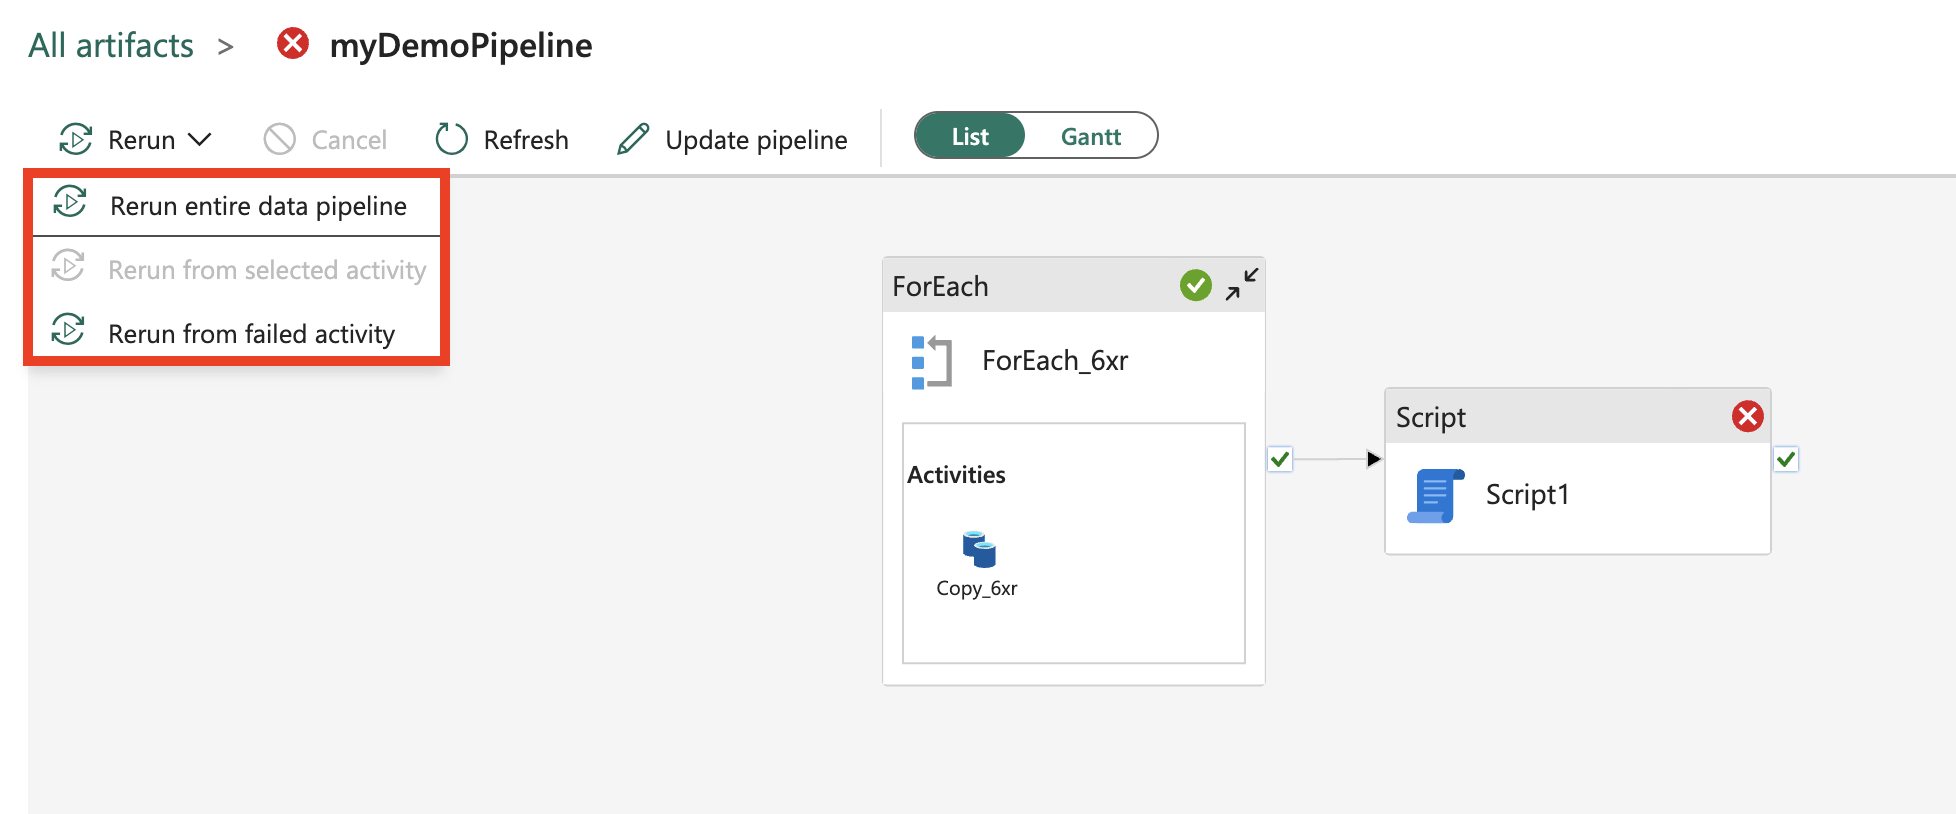 All artifacts > myDemoPipeline
Rerun Cancel Refresh Update pipeline List Gantt
Rerun entire data pipeline
Rerun from selected activity
Rerun from failed activity
ForEach
ForEach_6xr
Activities
Copy_6xr
Script
Script1